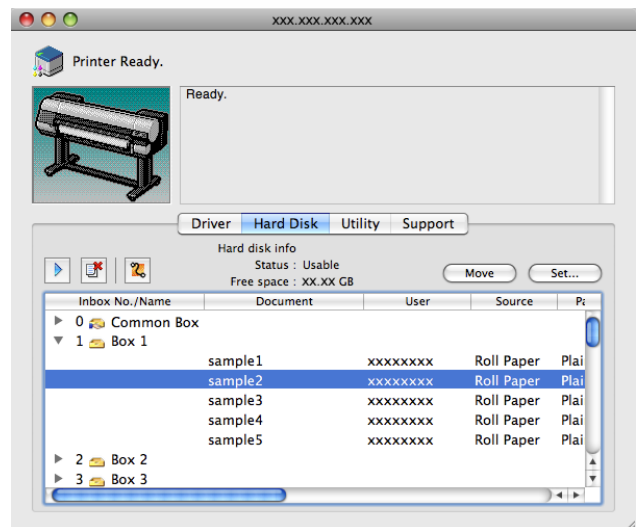 xxx.xxx.xxx.xxx
Printer Ready.
Ready.
Driver Hard Disk Utility Support
Hard disk info
Status : Usable
Free space : XX.XX GB
Move Set...
Inbox No./Name Document User Source Pa
0 Common Box
1 Box 1
sample1 xxxxxxxx Roll Paper Plai
sample2 xxxxxxxx Roll Paper Plai
sample3 xxxxxxxx Roll Paper Plai
sample4 xxxxxxxx Roll Paper Plai
sample5 xxxxxxxx Roll Paper Plai
2 Box 2
3 Box 3